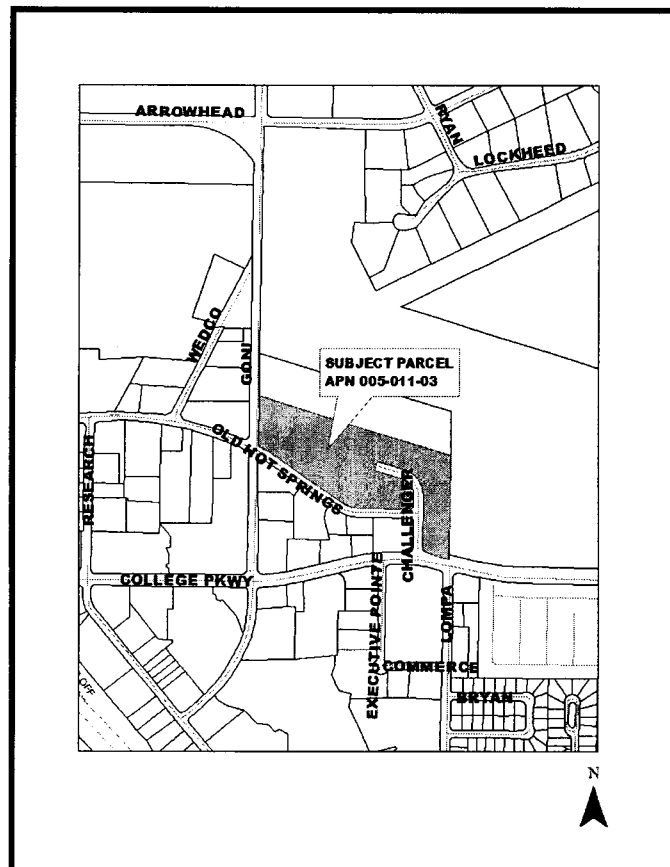 ARROWHEAD
RYAN
LOCKHEED
WEDCO
GONI
SUBJECT PARCEL
APN 005-011-03
OLD HOT SPRINGS
RESEARCH
CHALLENGER
COLLEGE PKWY
EXECUTIVE POINTE
LOMPA
COMMERCE
BRYAN
OFF
N